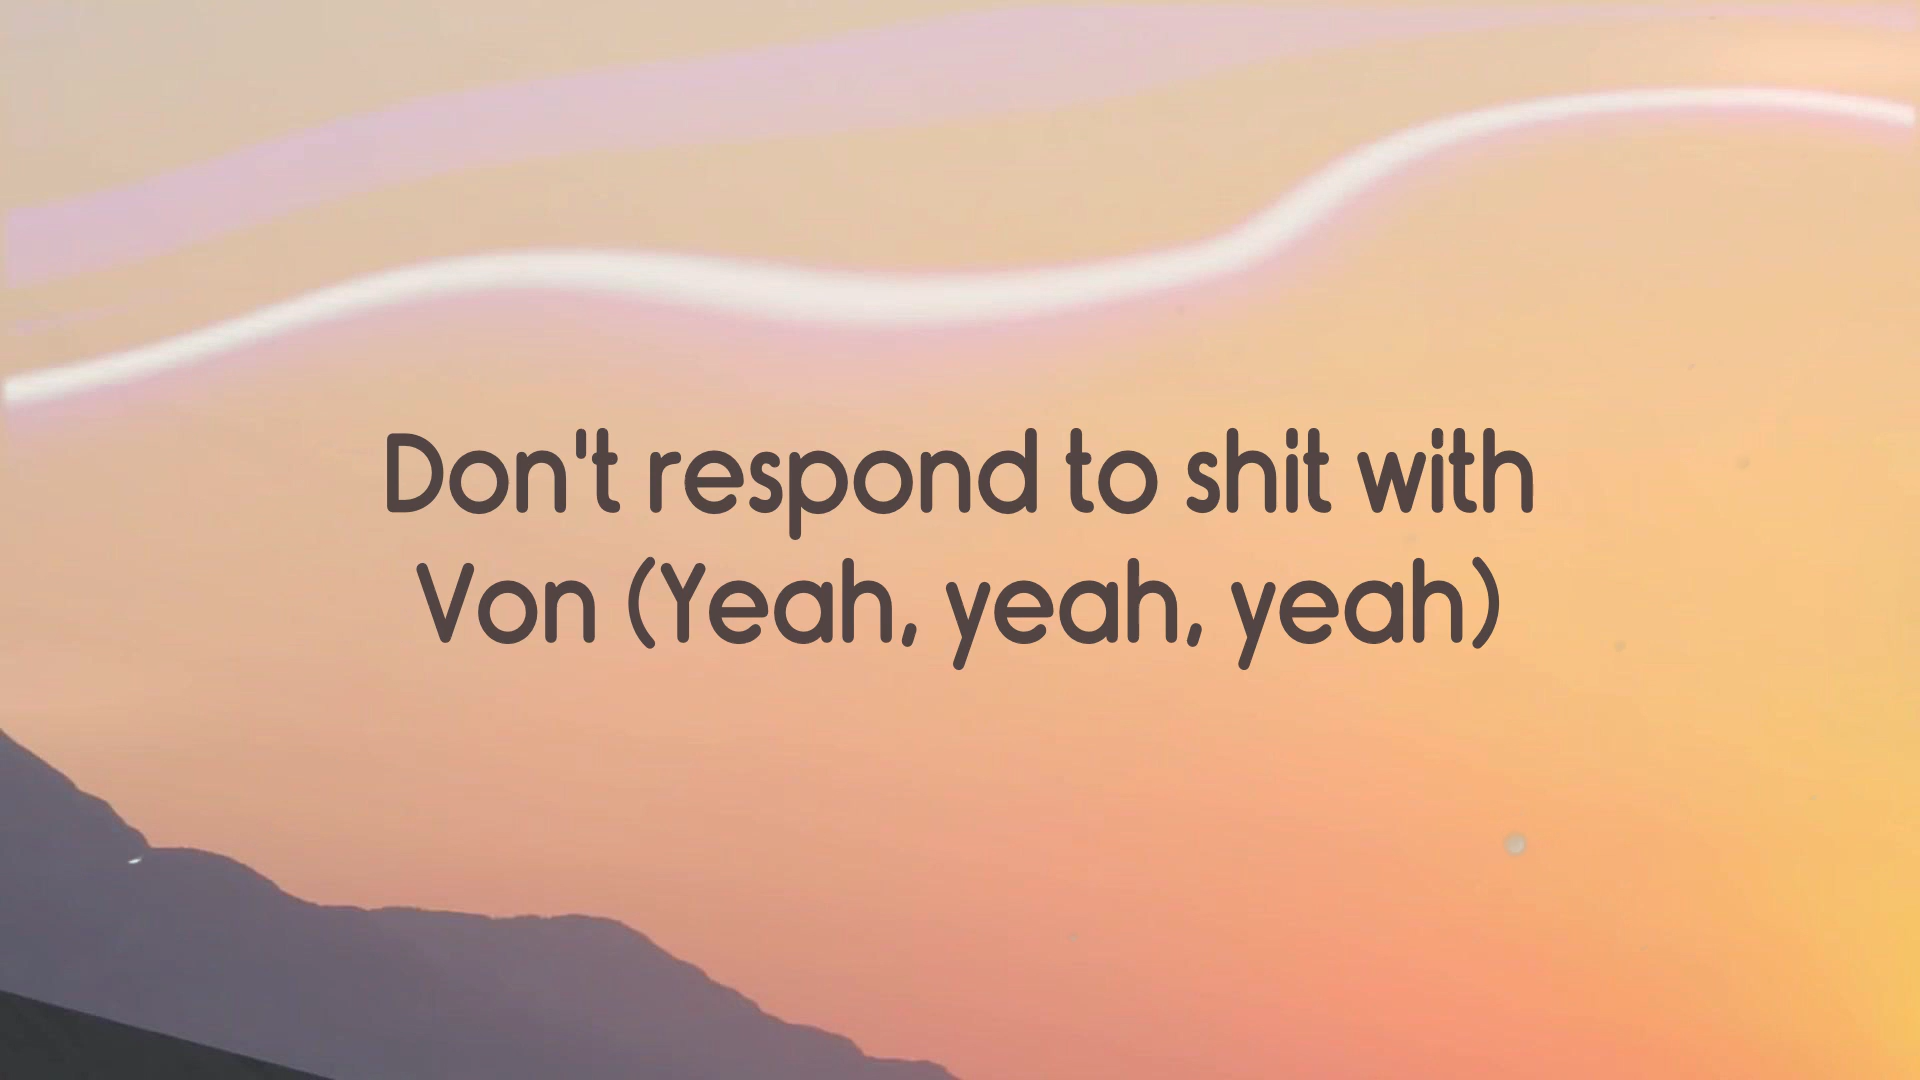 Don't respond to shit with
Von (Yeah, yeah, yeah)